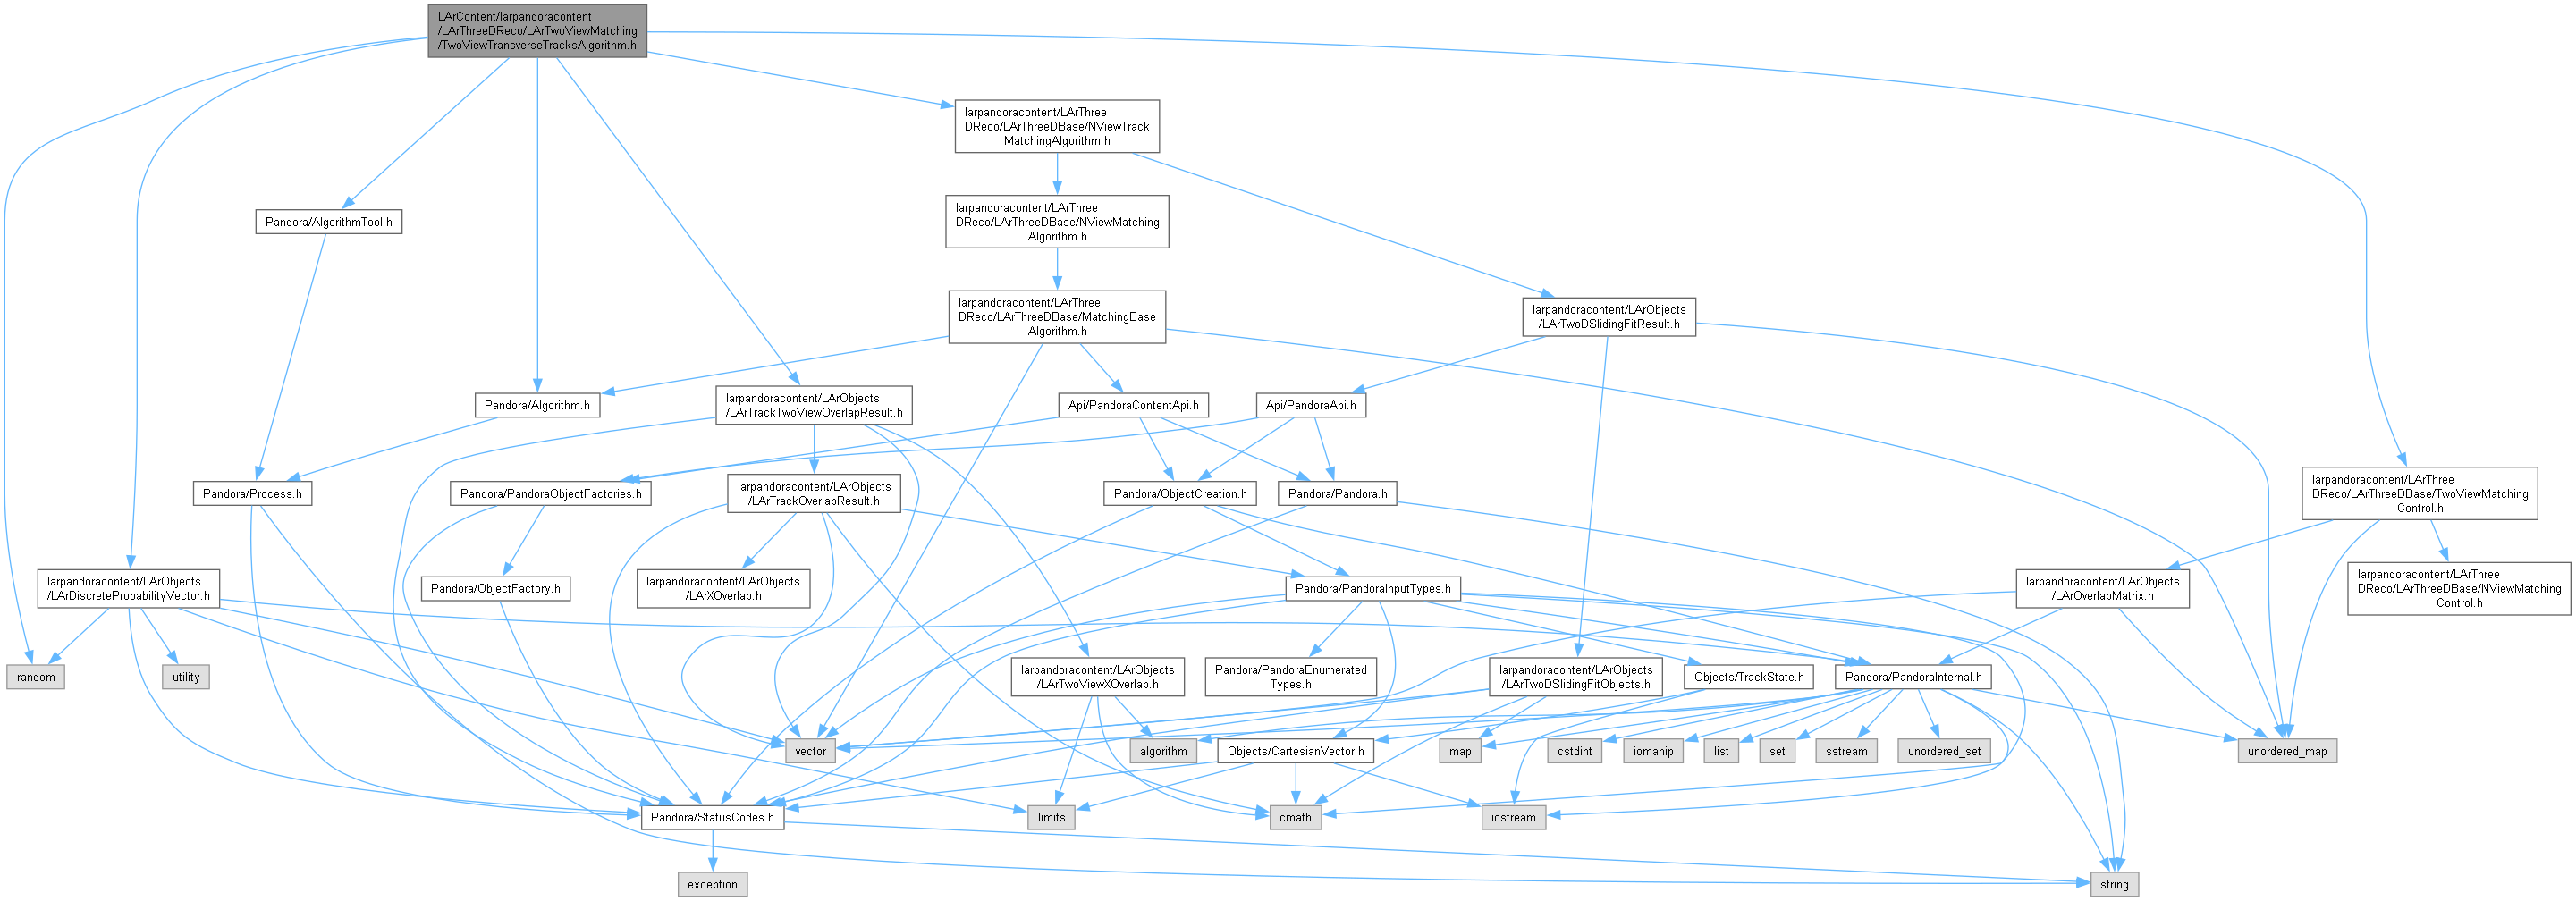 LArContent/larpandoracontent
/LArThreeDReco/LArTwoViewMatching
/TwoViewTransverseTracksAlgorithm.h
larpandoracontent/LArThree
DReco/LArThreeDBase/NViewTrack
MatchingAlgorithm.h
Pandora/AlgorithmTool.h
larpandoracontent/LArThree
DReco/LArThreeDBase/NViewMatching
Algorithm.h
larpandoracontent/LArThree
DReco/LArThreeDBase/MatchingBase
Algorithm.h
larpandoracontent/LArObjects
/LArTwoDSlidingFitResult.h
Pandora/Algorithm.h
larpandoracontent/LArObjects
/LArTrackTwoViewOverlapResult.h
Api/PandoraContentApi.h
Api/PandoraApi.h
Pandora/Process.h
Pandora/PandoraObjectFactories.h
larpandoracontent/LArObjects
/LArTrackOverlapResult.h
Pandora/ObjectCreation.h
Pandora/Pandora.h
larpandoracontent/LArThree
DReco/LArThreeDBase/TwoViewMatching
Control.h
larpandoracontent/LArObjects
/LArDiscreteProbabilityVector.h
Pandora/ObjectFactory.h
larpandoracontent/LArObjects
/LArXOverlap.h
Pandora/PandoraInputTypes.h
larpandoracontent/LArObjects
/LArOverlapMatrix.h
larpandoracontent/LArThree
DReco/LArThreeDBase/NViewMatching
Control.h
random
utility
larpandoracontent/LArObjects
/LArTwoViewXOverlap.h
Pandora/PandoraEnumerated
Types.h
larpandoracontent/LArObjects
/LArTwoDSlidingFitObjects.h
Objects/TrackState.h
Pandora/PandoraInternal.h
vector
algorithm
Objects/CartesianVector.h
map
cstdint
iomanip
list
set
sstream
unordered_set
unordered_map
Pandora/StatusCodes.h
limits
cmath
iostream
exception
string